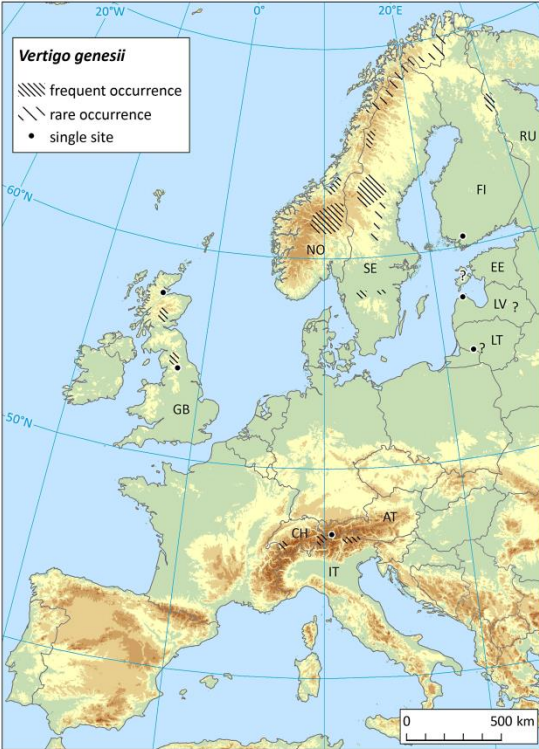 20°W 0° 20°E
Vertigo genesii
frequent occurrence
rare occurrence
single site
RU
60°N
FI
NO
SE
?
EE
LV ?
? LT
GB
50°N
AT
CH
IT
0 500 km